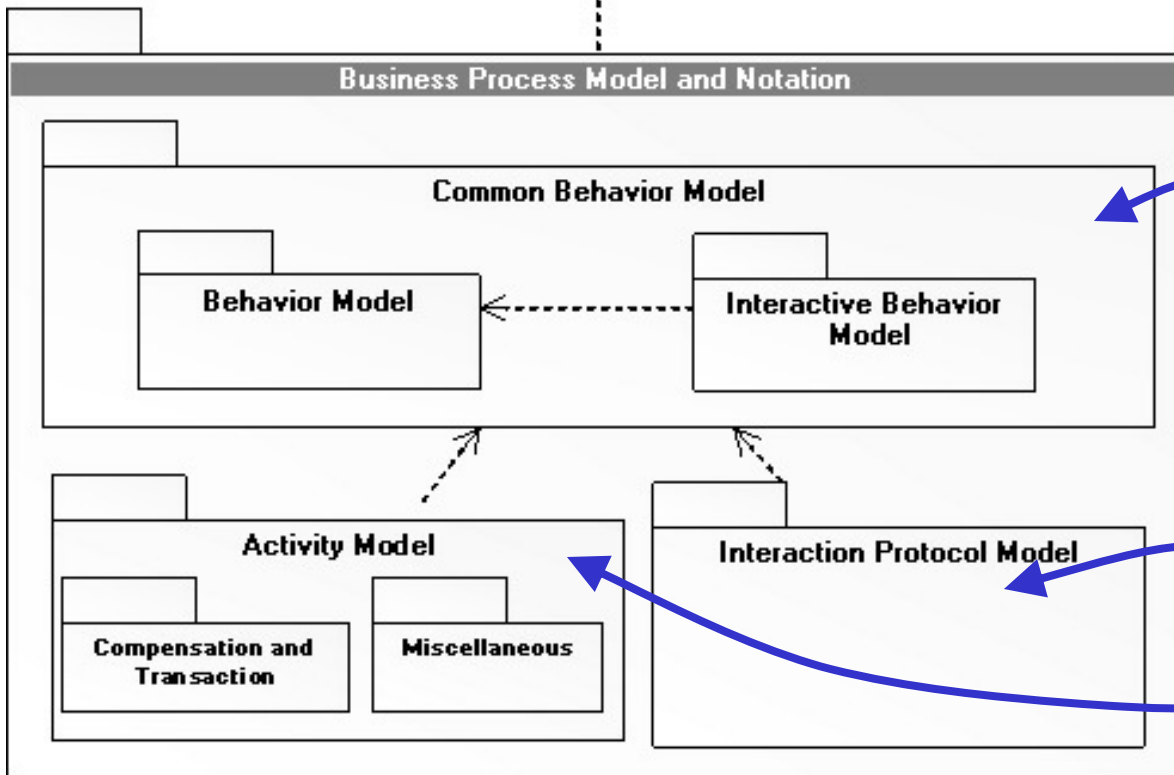 Business Process Model and Notation
Common Behavior Model
Behavior Model
Interactive Behavior
Model
Activity Model
Interaction Protocol Model
Compensation and
Transaction
Miscellaneous